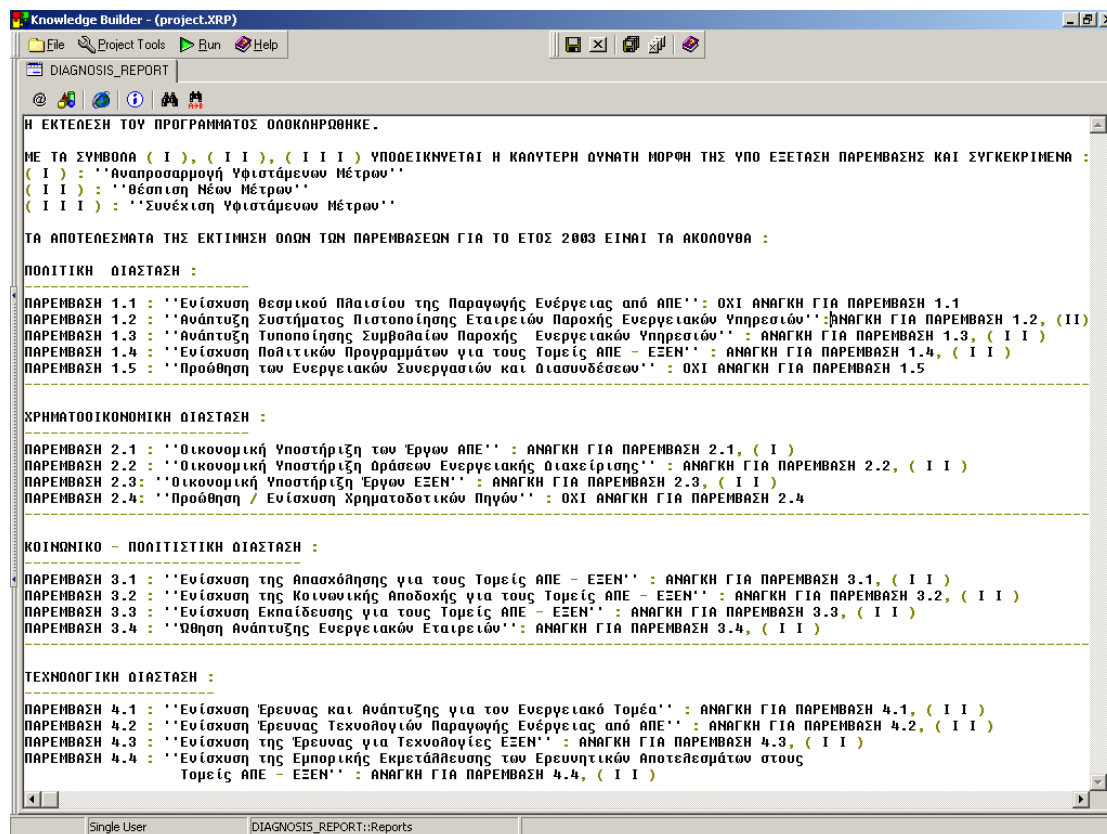 Knowledge Builder - (project.XRP)
File Project Tools Run Help
DIAGNOSIS_REPORT
Η ΕΚΤΕΛΕΣΗ ΤΟΥ ΠΡΟΓΡΑΜΜΑΤΟΣ ΟΛΟΚΛΗΡΩΘΗΚΕ.
ΜΕ ΤΑ ΣΥΜΒΟΛΑ ( Ι ), ( Ι Ι ), ( Ι Ι Ι ) ΥΠΟΔΕΙΚΝΥΕΤΑΙ Η ΚΑΛΥΤΕΡΗ ΔΥΝΑΤΗ ΜΟΡΦΗ ΤΗΣ ΥΠΟ ΕΞΕΤΑΣΗ ΠΑΡΕΜΒΑΣΗΣ ΚΑΙ ΣΥΓΚΕΚΡΙΜΕΝΑ :
( Ι ) : ''Αναπροσαρμογή Υφιστάμενων Μέτρων''
( Ι Ι ) : ''Θέσπιση Νέων Μέτρων''
( Ι Ι Ι ) : ''Συνέχιση Υφιστάμενων Μέτρων''
ΤΑ ΑΠΟΤΕΛΕΣΜΑΤΑ ΤΗΣ ΕΚΤΙΜΗΣΗ ΟΛΩΝ ΤΩΝ ΠΑΡΕΜΒΑΣΕΩΝ ΓΙΑ ΤΟ ΕΤΟΣ 2003 ΕΙΝΑΙ ΤΑ ΑΚΟΛΟΥΘΑ :
ΠΟΛΙΤΙΚΗ ΔΙΑΣΤΑΣΗ :
ΠΑΡΕΜΒΑΣΗ 1.1 : ''Ενίσχυση Θεσμικού Πλαισίου της Παραγωγής Ενέργειας από ΑΠΕ'': ΟΧΙ ΑΝΑΓΚΗ ΓΙΑ ΠΑΡΕΜΒΑΣΗ 1.1
ΠΑΡΕΜΒΑΣΗ 1.2 : ''Ανάπτυξη Συστήματος Πιστοποίησης Εταιρειών Παροχής Ενεργειακών Υπηρεσιών'':ΑΝΑΓΚΗ ΓΙΑ ΠΑΡΕΜΒΑΣΗ 1.2, (ΙΙ)
ΠΑΡΕΜΒΑΣΗ 1.3 : ''Ανάπτυξη Τυποποίησης Συμβολαίων Παροχής Ενεργειακών Υπηρεσιών'' : ΑΝΑΓΚΗ ΓΙΑ ΠΑΡΕΜΒΑΣΗ 1.3, ( Ι Ι )
ΠΑΡΕΜΒΑΣΗ 1.4 : ''Ενίσχυση Πολιτικών Προγραμμάτων για τους Τομείς ΑΠΕ - ΕΞΕΝ'' : ΑΝΑΓΚΗ ΓΙΑ ΠΑΡΕΜΒΑΣΗ 1.4, ( Ι Ι )
ΠΑΡΕΜΒΑΣΗ 1.5 : ''Προώθηση των Ενεργειακών Συνεργασιών και Διασυνδέσεων'' : ΟΧΙ ΑΝΑΓΚΗ ΓΙΑ ΠΑΡΕΜΒΑΣΗ 1.5
ΧΡΗΜΑΤΟΟΙΚΟΝΟΜΙΚΗ ΔΙΑΣΤΑΣΗ :
ΠΑΡΕΜΒΑΣΗ 2.1 : ''Οικονομική Υποστήριξη των Έργων ΑΠΕ'' : ΑΝΑΓΚΗ ΓΙΑ ΠΑΡΕΜΒΑΣΗ 2.1, ( Ι )
ΠΑΡΕΜΒΑΣΗ 2.2 : ''Οικονομική Υποστήριξη Δράσεων Ενεργειακής Διαχείρισης'' : ΑΝΑΓΚΗ ΓΙΑ ΠΑΡΕΜΒΑΣΗ 2.2, ( Ι Ι )
ΠΑΡΕΜΒΑΣΗ 2.3: ''Οικονομική Υποστήριξη Έργων ΕΞΕΝ'' : ΑΝΑΓΚΗ ΓΙΑ ΠΑΡΕΜΒΑΣΗ 2.3, ( Ι Ι )
ΠΑΡΕΜΒΑΣΗ 2.4: ''Προώθηση / Ενίσχυση Χρηματοδοτικών Πηγών'' : ΟΧΙ ΑΝΑΓΚΗ ΓΙΑ ΠΑΡΕΜΒΑΣΗ 2.4
ΚΟΙΝΩΝΙΚΟ - ΠΟΛΙΤΙΣΤΙΚΗ ΔΙΑΣΤΑΣΗ :
ΠΑΡΕΜΒΑΣΗ 3.1 : ''Ενίσχυση της Απασχόλησης για τους Τομείς ΑΠΕ - ΕΞΕΝ'' : ΑΝΑΓΚΗ ΓΙΑ ΠΑΡΕΜΒΑΣΗ 3.1, ( Ι Ι )
ΠΑΡΕΜΒΑΣΗ 3.2 : ''Ενίσχυση της Κοινωνικής Αποδοχής για τους Τομείς ΑΠΕ - ΕΞΕΝ'' : ΑΝΑΓΚΗ ΓΙΑ ΠΑΡΕΜΒΑΣΗ 3.2, ( Ι Ι )
ΠΑΡΕΜΒΑΣΗ 3.3 : ''Ενίσχυση Εκπαίδευσης για τους Τομείς ΑΠΕ - ΕΞΕΝ'' : ΑΝΑΓΚΗ ΓΙΑ ΠΑΡΕΜΒΑΣΗ 3.3, ( Ι Ι )
ΠΑΡΕΜΒΑΣΗ 3.4 : ''Ώθηση Ανάπτυξης Ενεργειακών Εταιρειών'': ΑΝΑΓΚΗ ΓΙΑ ΠΑΡΕΜΒΑΣΗ 3.4, ( Ι Ι )
ΤΕΧΝΟΛΟΓΙΚΗ ΔΙΑΣΤΑΣΗ :
ΠΑΡΕΜΒΑΣΗ 4.1 : ''Ενίσχυση Έρευνας και Ανάπτυξης για τον Ενεργειακό Τομέα'' : ΑΝΑΓΚΗ ΓΙΑ ΠΑΡΕΜΒΑΣΗ 4.1, ( Ι Ι )
ΠΑΡΕΜΒΑΣΗ 4.2 : ''Ενίσχυση Έρευνας Τεχνολογιών Παραγωγής Ενέργειας από ΑΠΕ'' : ΑΝΑΓΚΗ ΓΙΑ ΠΑΡΕΜΒΑΣΗ 4.2, ( Ι Ι )
ΠΑΡΕΜΒΑΣΗ 4.3 : ''Ενίσχυση της Έρευνας για Τεχνολογίες ΕΞΕΝ'' : ΑΝΑΓΚΗ ΓΙΑ ΠΑΡΕΜΒΑΣΗ 4.3, ( Ι Ι )
ΠΑΡΕΜΒΑΣΗ 4.4 : ''Ενίσχυση της Εμπορικής Εκμετάλλευσης των Ερευνητικών Αποτελεσμάτων στους
Τομείς ΑΠΕ - ΕΞΕΝ'' : ΑΝΑΓΚΗ ΓΙΑ ΠΑΡΕΜΒΑΣΗ 4.4, ( Ι Ι )
Single User DIAGNOSIS_REPORT::Reports